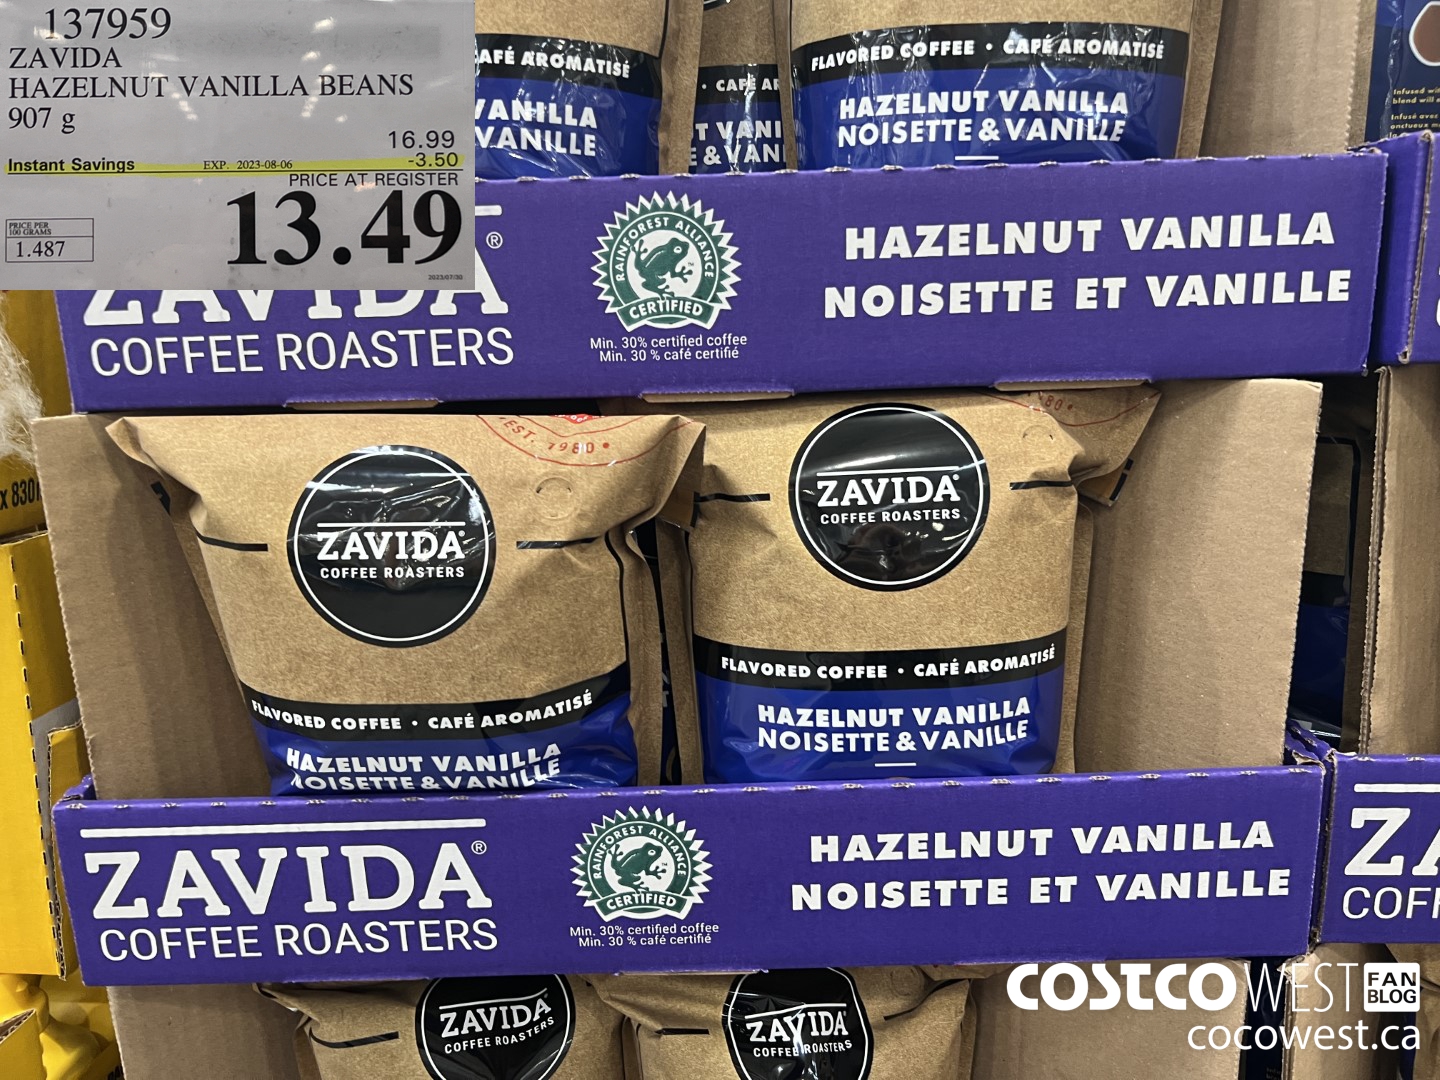 137959
ZAVIDA
HAZELNUT VANILLA BEANS
907 g
16.99
Instant Savings EXP. 2023-08-06 -3.50
PRICE AT REGISTER
13.49
PRICE PER
100 GRAMS
1.487
2023/07/30
CAFÉ AROMATISÉ
VANILLA
VANILLE
FLAVORED COFFEE • CAFÉ AROMATISÉ
HAZELNUT VANILLA
NOISETTE & VANILLE
ZAVIDA®
COFFEE ROASTERS
RAINFOREST ALLIANCE
CERTIFIED
Min. 30% certified coffee
Min. 30 % café certifié
HAZELNUT VANILLA
NOISETTE ET VANILLE
EST. 1980
ZAVIDA®
COFFEE ROASTERS
FLAVORED COFFEE • CAFÉ AROMATISÉ
HAZELNUT VANILLA
NOISETTE & VANILLE
ZAVIDA®
COFFEE ROASTERS
FLAVORED COFFEE • CAFÉ AROMATISÉ
HAZELNUT VANILLA
NOISETTE & VANILLE
ZAVIDA®
COFFEE ROASTERS
RAINFOREST ALLIANCE
CERTIFIED
Min. 30% certified coffee
Min. 30 % café certifié
HAZELNUT VANILLA
NOISETTE ET VANILLE
ZAVIDA
COFFEE ROASTERS
ZAVIDA
COFFEE ROASTERS
COSTCO WEST FAN BLOG
cocowest.ca